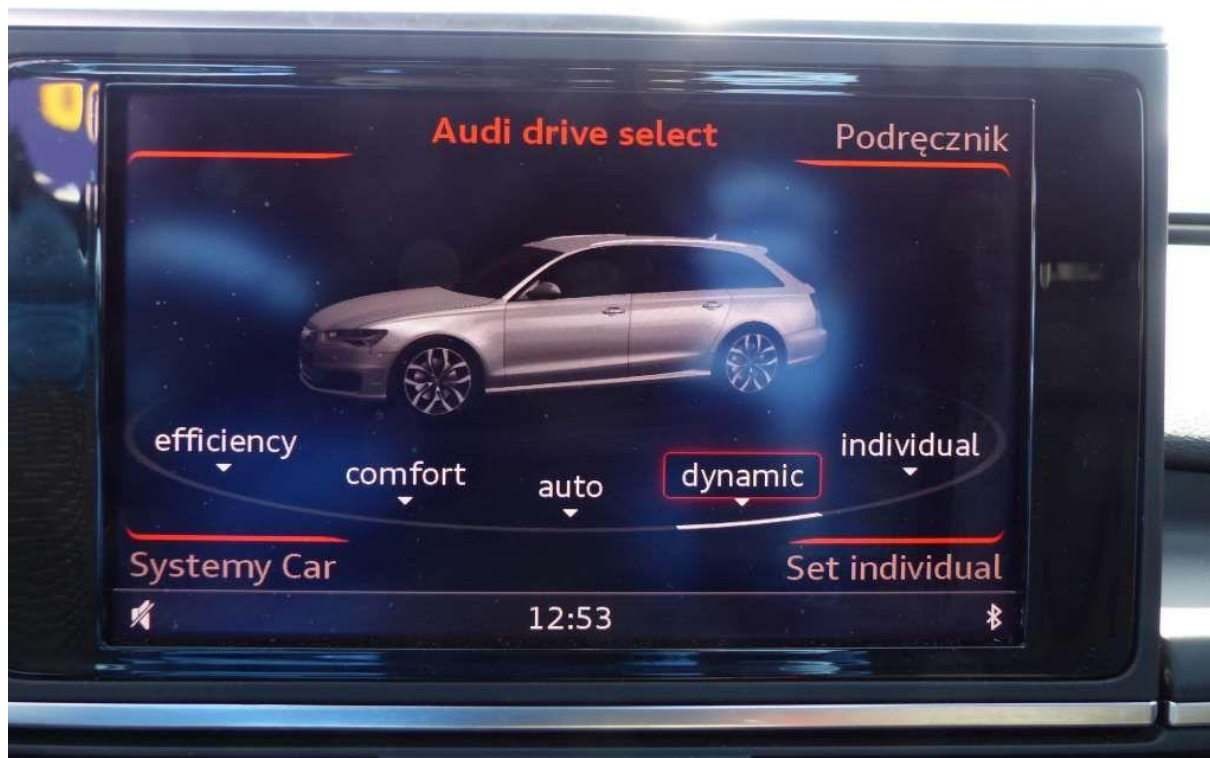 Audi drive select
Podręcznik
efficiency
comfort
auto
dynamic
individual
Systemy Car
Set individual
12:53